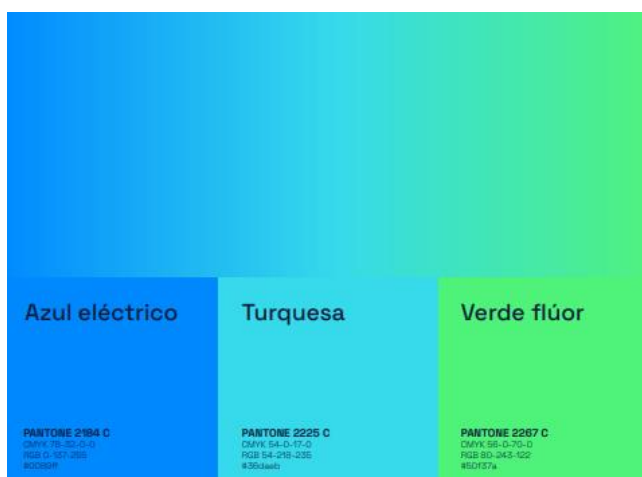 Azul eléctrico
PANTONE 2184 C
CMYK 78-32-0-0
RGB 0-137-255
#0089ff
Turquesa
PANTONE 2225 C
CMYK 54-0-17-0
RGB 54-218-235
#36daeb
Verde flúor
PANTONE 2267 C
CMYK 56-0-70-0
RGB 80-243-122
#50f37a